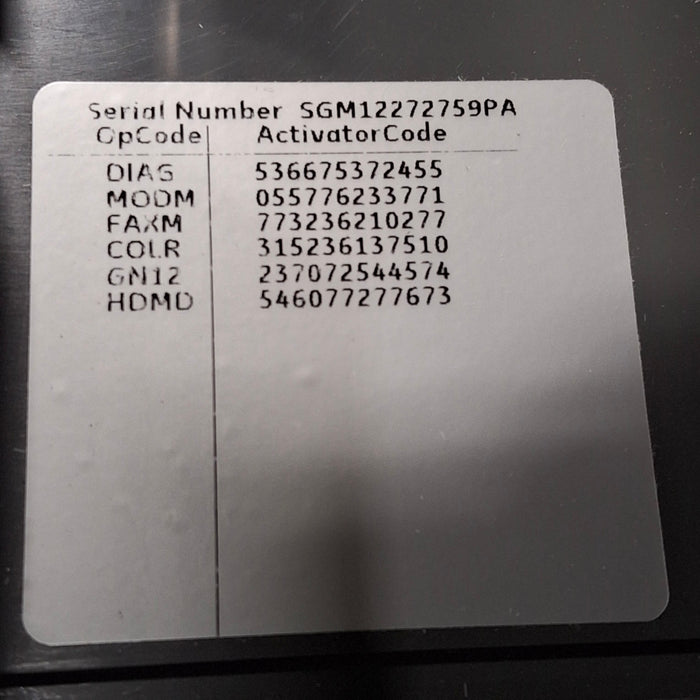 Serial Number SGM12272759PA
OpCode ActivatorCode
DIAG 536675372455
MODM 055776233771
FAXM 773236210277
COLR 315236137510
GN12 237072544574
HDMD 546077277673